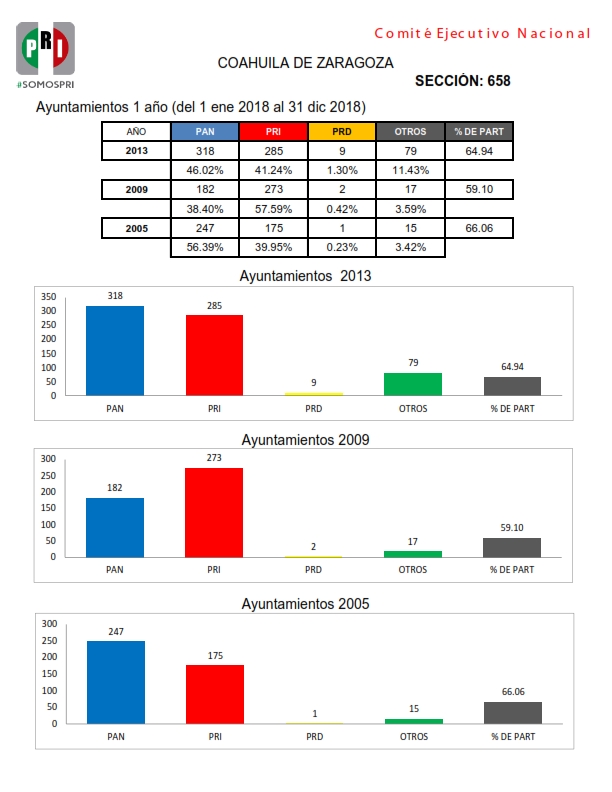 Comité Ejecutivo Nacional
PRI
#SOMOSPRI
COAHUILA DE ZARAGOZA
SECCIÓN: 658
Ayuntamientos 1 año (del 1 ene 2018 al 31 dic 2018)
AÑO PAN PRI PRD OTROS % DE PART
2013 318 285 9 79 64.94
46.02% 41.24% 1.30% 11.43%
2009 182 273 2 17 59.10
38.40% 57.59% 0.42% 3.59%
2005 247 175 1 15 66.06
56.39% 39.95% 0.23% 3.42%
Ayuntamientos 2013
350
300
250
200
150
100
50
0
318
285
9
79
64.94
PAN PRI PRD OTROS % DE PART
Ayuntamientos 2009
300
250
200
150
100
50
0
182
273
2
17
59.10
PAN PRI PRD OTROS % DE PART
Ayuntamientos 2005
300
250
200
150
100
50
0
247
175
1
15
66.06
PAN PRI PRD OTROS % DE PART